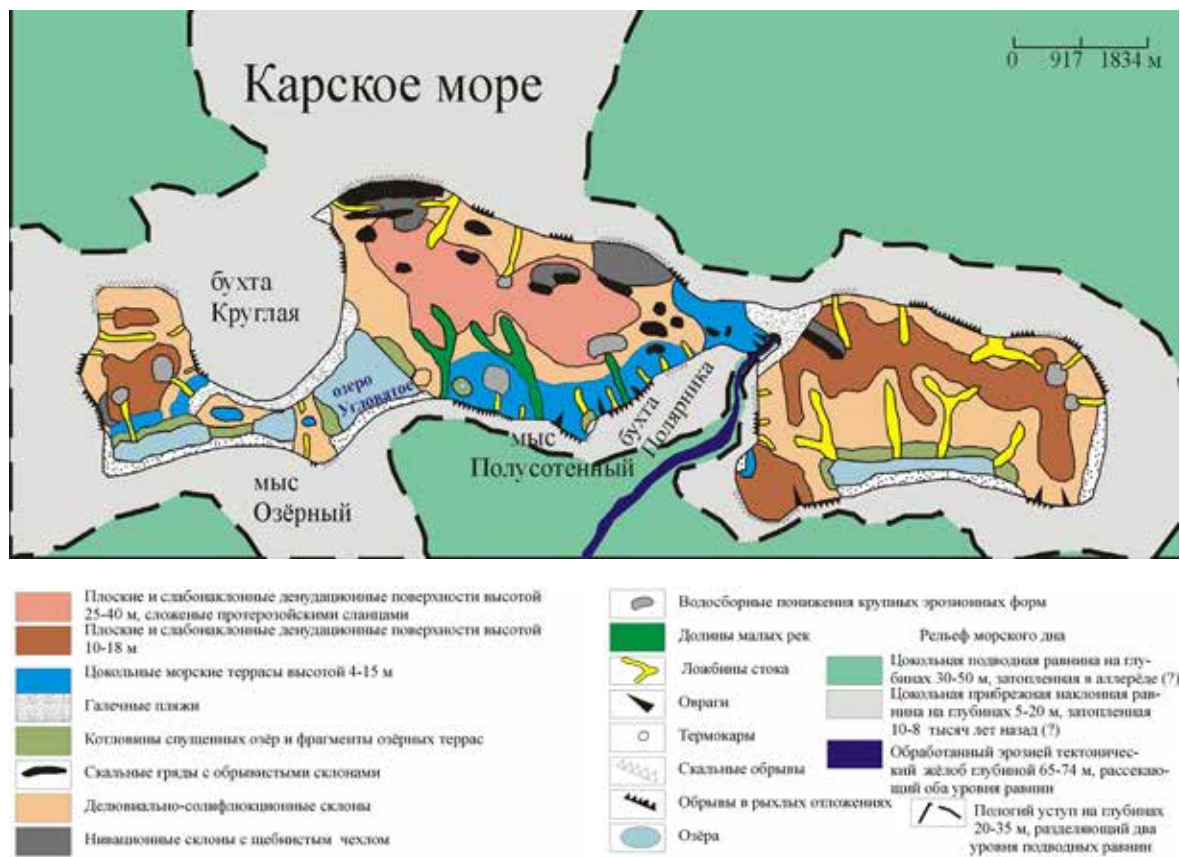 Карское море
0 917 1834 м
бухта
Круглая
озеро
Угловатое
бухта
Полярника
мыс
Полусотенный
мыс
Озёрный
Плоские и слабонаклонные денудационные поверхности высотой
25-40 м, сложеные протерозойскими сланцами
Плоские и слабонаклонные денудационные поверхности высотой
10-18 м
Цокольные морские террасы высотой 4-15 м
Галечные пляжи
Котловины спущенных озёр и фрагменты озёрных террас
Скальные гряды с обрывистыми склонами
Делювиально-солифлюкционные склоны
Нивационные склоны с щебнистым чехлом
Водосборные понижения крупных эрозионных форм
Долины малых рек
Ложбины стока
Овраги
Термокары
Скальные обрывы
Обрывы в рыхлых отложениях
Озёра
Рельеф морского дна
Цокольная подводная равнина на глу-
бинах 30-50 м, затопленная в аллерёде (?)
Цокольная прибрежная наклонная рав-
нина на глубинах 5-20 м, затопленная
10-8 тысяч лет назад (?)
Обработанный эрозией тектоничес-
кий жёлоб глубиной 65-74 м, рассекаю-
щий оба уровня равнин
Пологий уступ на глубинах
20-35 м, разделяющий два
уровня подводных равнин